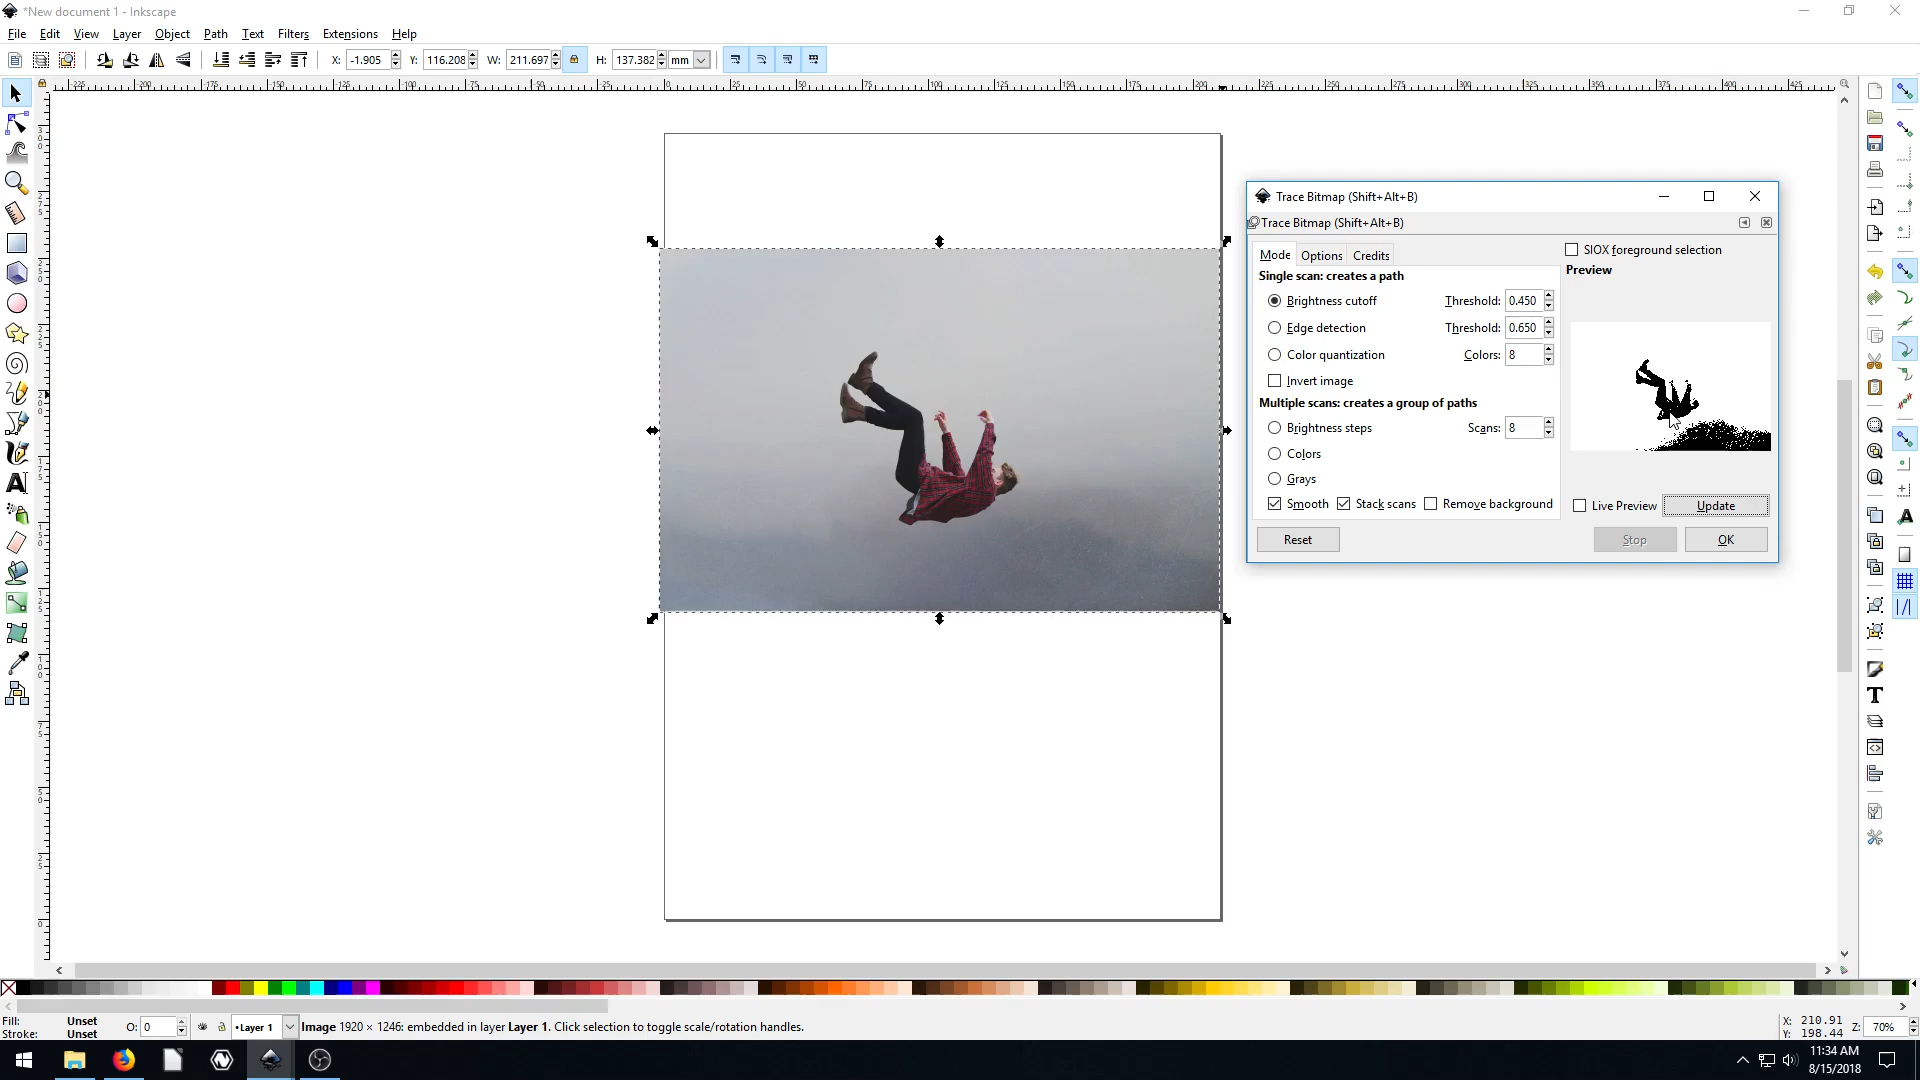 *New document 1 - Inkscape
File Edit View Layer Object Path Text Filters Extensions Help
X: -1.905 Y: 116.208 W: 211.697 H: 137.382 mm
Trace Bitmap (Shift+Alt+B)
Trace Bitmap (Shift+Alt+B)
Mode Options Credits
SIOX foreground selection
Single scan: creates a path
Preview
Brightness cutoff Threshold: 0.450
Edge detection Threshold: 0.650
Color quantization Colors: 8
Invert image
Multiple scans: creates a group of paths
Brightness steps Scans: 8
Colors
Grays
Smooth Stack scans Remove background
Live Preview Update
Reset Stop OK
Fill: Unset
Stroke: Unset
O: 0
•Layer 1
Image 1920 × 1246: embedded in layer Layer 1. Click selection to toggle scale/rotation handles.
X: 210.91
Y: 198.44
Z: 70%
11:34 AM
8/15/2018